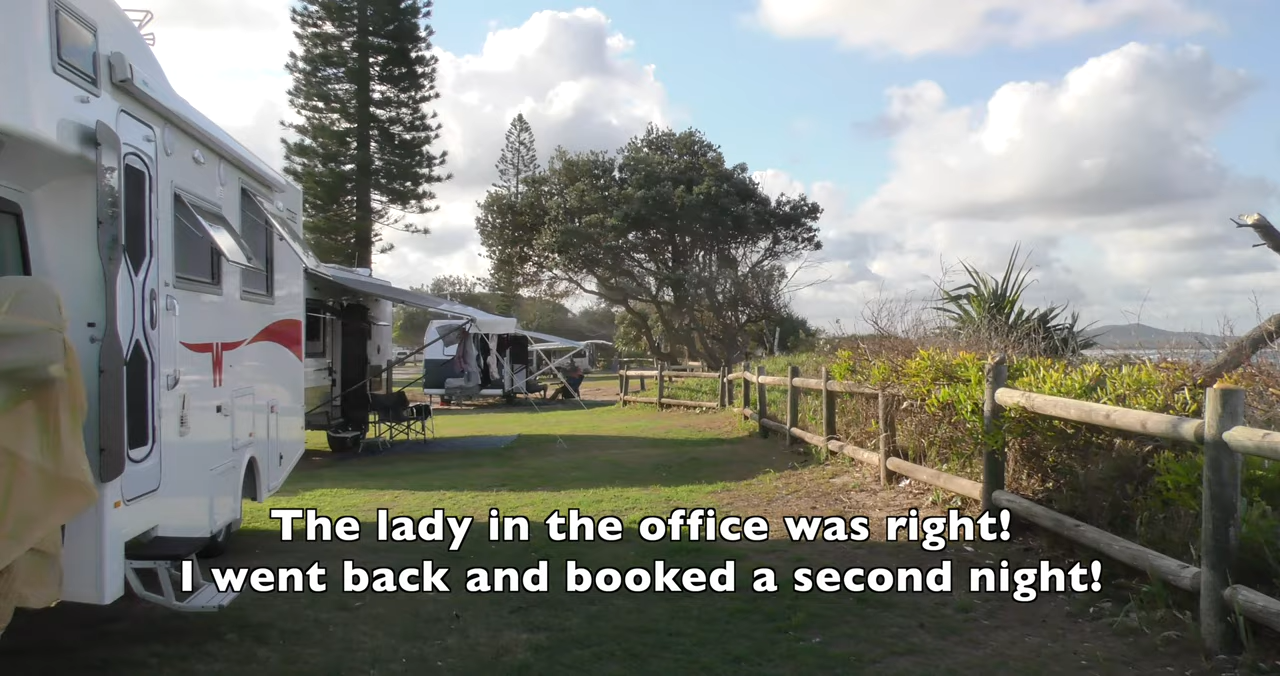 The lady in the office was right!
I went back and booked a second night!